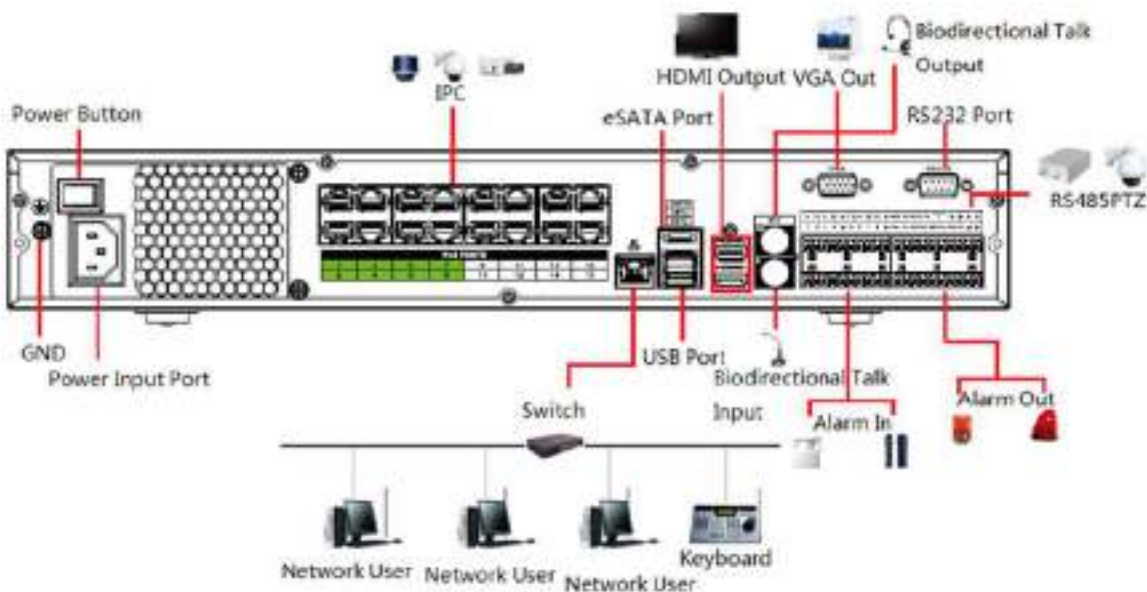 Biodirectional Talk
Output
HDMI Output
VGA Out
IPC
Power Button
eSATA Port
RS232 Port
RS485PTZ
GND
Power Input Port
USB Port
Biodirectional Talk
Input
Switch
Alarm In
Alarm Out
Network User
Network User
Network User
Keyboard